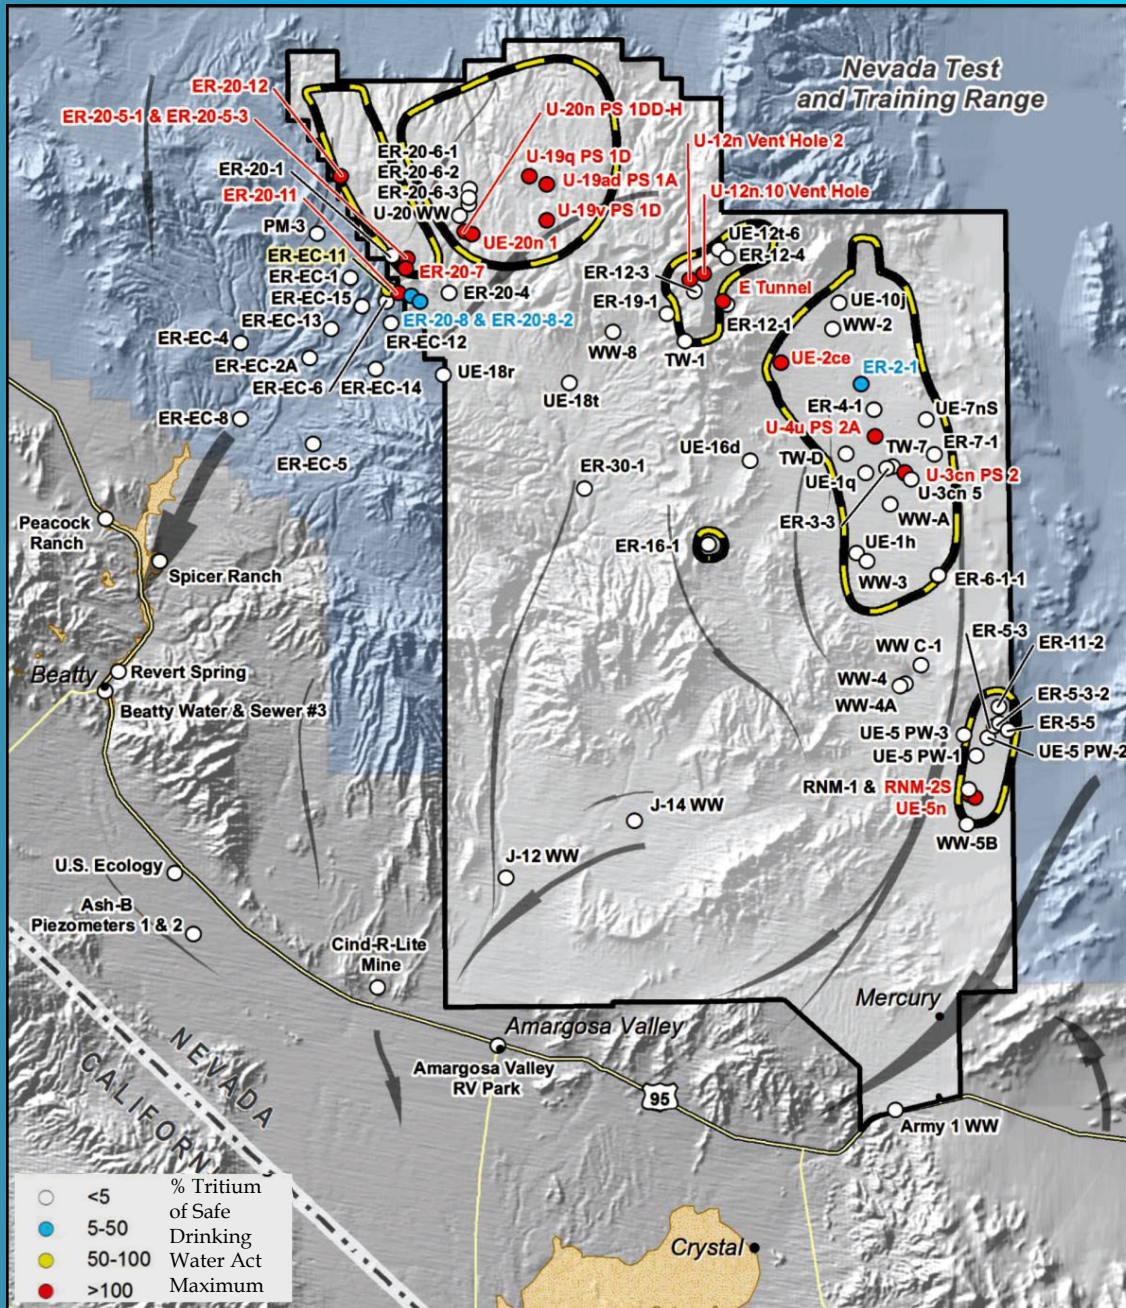 Nevada Test
and Training Range
ER-20-12
ER-20-5-1 & ER-20-5-3
ER-20-1
ER-20-11
PM-3
ER-EC-11
ER-EC-1
ER-EC-15
ER-EC-13
ER-EC-4
ER-EC-2A
ER-EC-6
ER-EC-8
ER-EC-5
ER-EC-14
ER-EC-12
ER-20-6-1
ER-20-6-2
ER-20-6-3
U-20 WW
U-20n PS 1DD-H
U-19q PS 1D
U-19ad PS 1A
U-19v PS 1D
UE-20n 1
ER-20-7
ER-20-4
ER-20-8 & ER-20-8-2
UE-18r
U-12n Vent Hole 2
U-12n.10 Vent Hole
UE-12t-6
ER-12-4
ER-12-3
ER-19-1
E Tunnel
ER-12-1
WW-8
TW-1
UE-18t
UE-10j
WW-2
UE-2ce
ER-2-1
ER-4-1
UE-7nS
U-4u PS 2A
TW-7
ER-7-1
TW-D
UE-1q
U-3cn PS-2
U-3cn 5
ER-3-3
WW-A
UE-16d
ER-30-1
ER-16-1
UE-1h
WW-3
ER-6-1-1
Peacock
Ranch
Spicer Ranch
Beatty
Revert Spring
Beatty Water & Sewer #3
WW C-1
WW-4
WW-4A
ER-5-3
ER-11-2
ER-5-3-2
ER-5-5
UE-5 PW-3
UE-5 PW-2
UE-5 PW-1
RNM-1 & RNM-2S
UE-5n
WW-5B
J-14 WW
J-12 WW
U.S. Ecology
Ash-B
Piezometers 1 & 2
Cind-R-Lite
Mine
Mercury
Amargosa Valley
Amargosa Valley
RV Park
95
Army 1 WW
NEVADA
CALIFORNI
Crystal
% Tritium
of Safe
Drinking
Water Act
Maximum
<5
5-50
50-100
>100